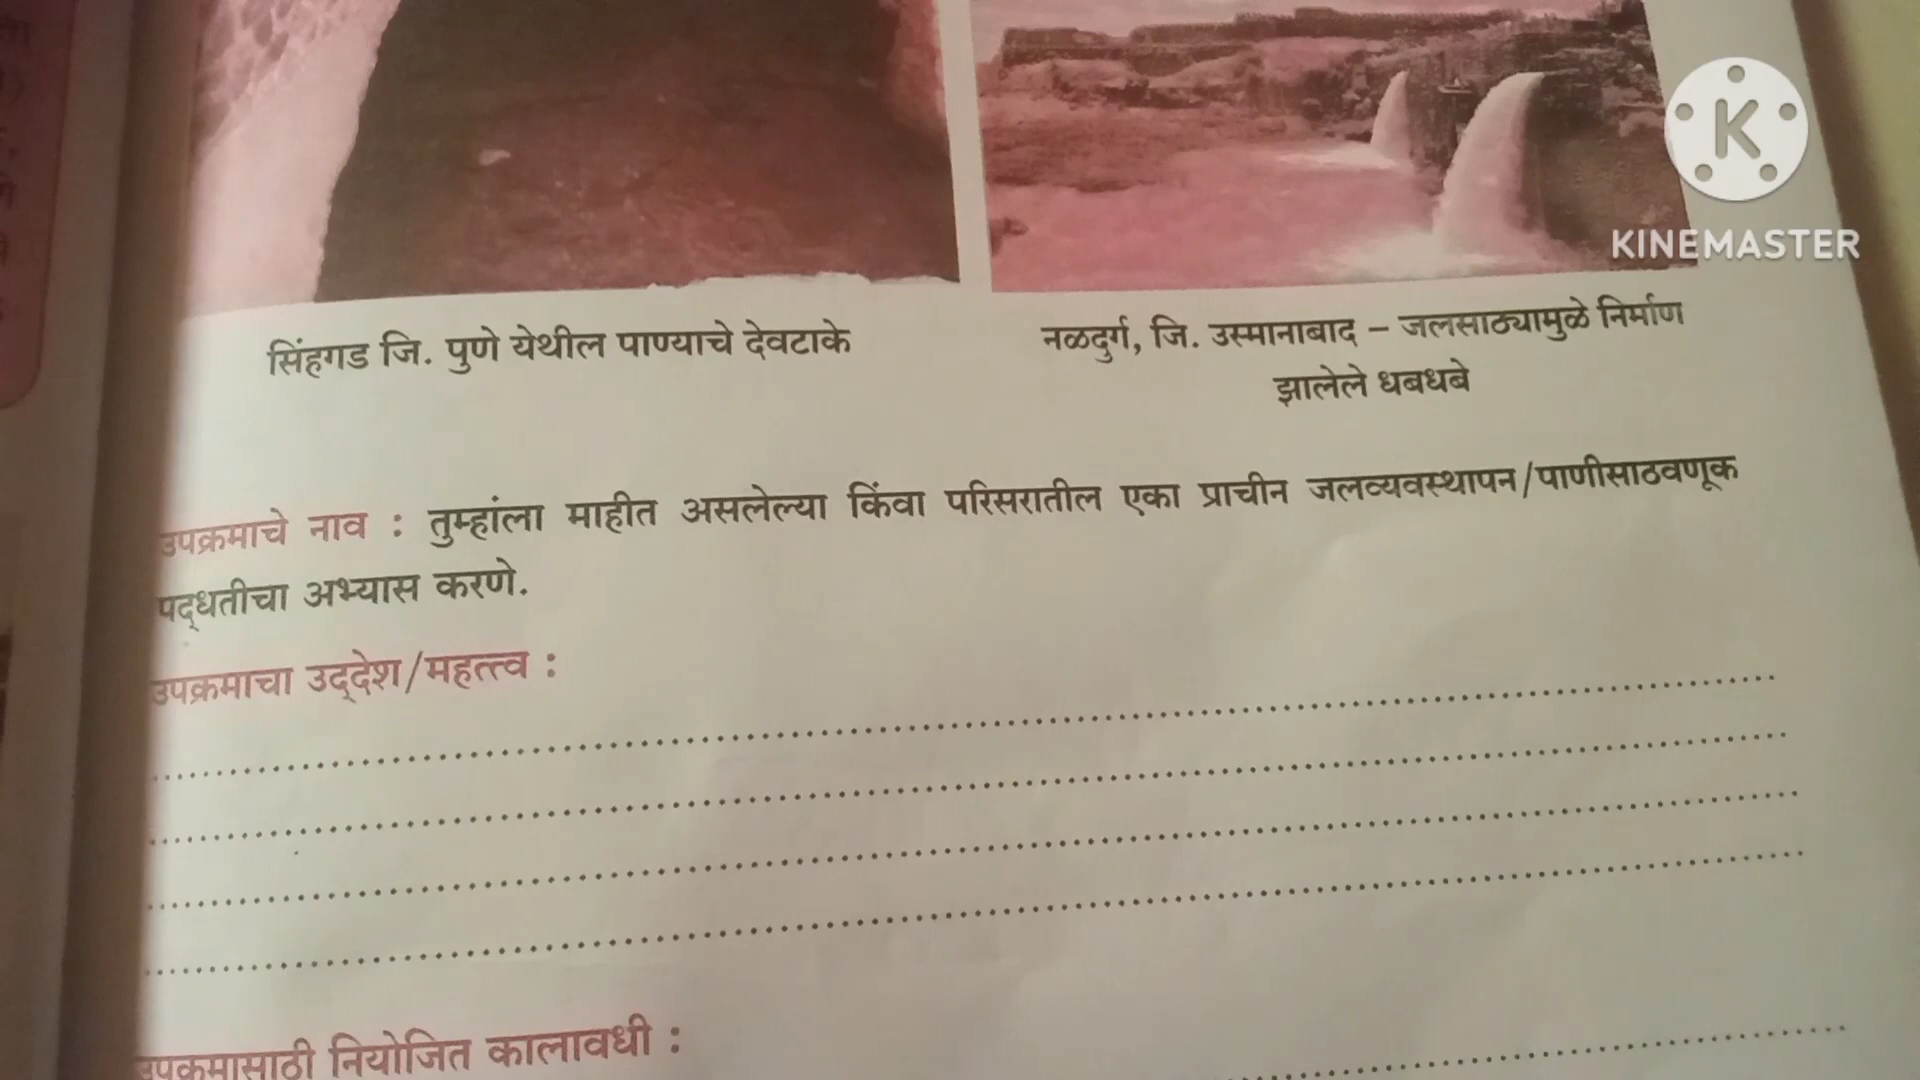 K
KINEMASTER
सिंहगड जि. पुणे येथील पाण्याचे देवटाके
नळदुर्ग, जि. उस्मानाबाद – जलसाठ्यामुळे निर्माण
झालेले धबधबे
उपक्रमाचे नाव : तुम्हांला माहीत असलेल्या किंवा परिसरातील एका प्राचीन जलव्यवस्थापन/पाणीसाठवणूक
पद्धतीचा अभ्यास करणे.
उपक्रमाचा उद्देश/महत्त्व :
उपक्रमासाठी नियोजित कालावधी :